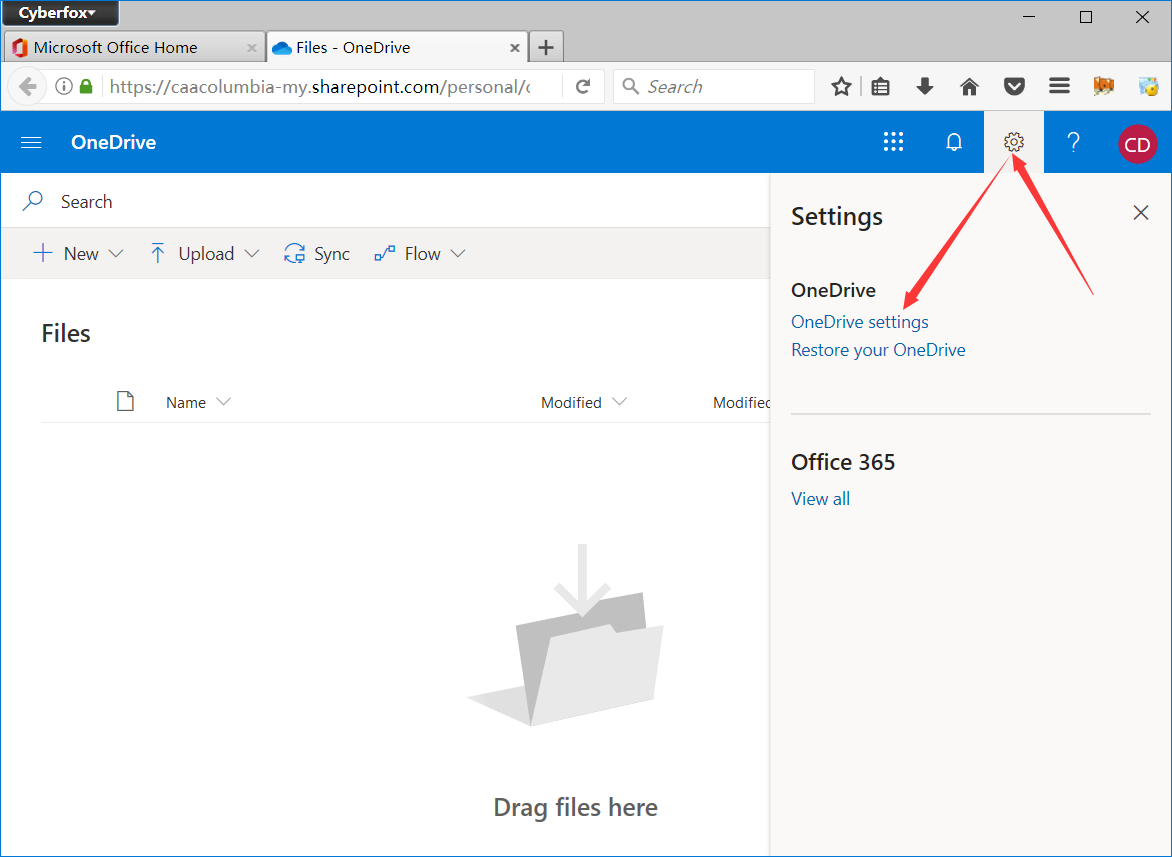 Cyberfox
Microsoft Office Home
Files - OneDrive
https://caacolumbia-my.sharepoint.com/personal/c
Search
OneDrive
?
CD
Search
New
Upload
Sync
Flow
Files
Name
Modified
Modified
Settings
OneDrive
OneDrive settings
Restore your OneDrive
Office 365
View all
Drag files here